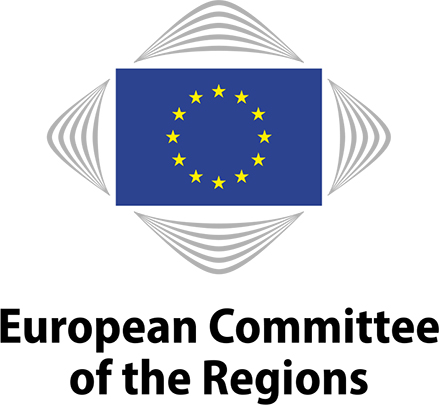 European Committee
of the Regions